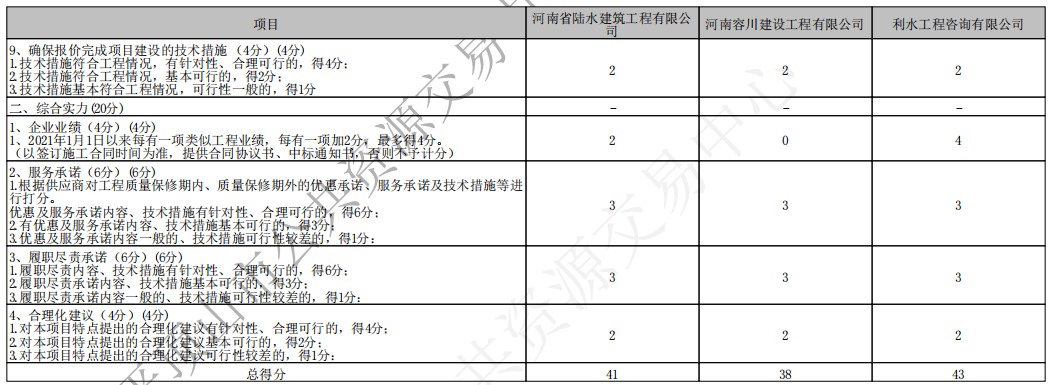 项目
河南省陆水建筑工程有限公
司
河南容川建设工程有限公司
利水工程咨询有限公司
9、确保报价完成项目建设的技术措施 （4分）(4分)
1.技术措施符合工程情况，有针对性、合理可行的，得4分；
2.技术措施符合工程情况，基本可行的，得2分；
3.技术措施基本符合工程情况，可行性一般的，得1分
2
2
2
二、综合实力(20分)
-
-
-
1、企业业绩（4分）(4分)
1、2021年1月1日以来每有一项类似工程业绩，每有一项加2分，最多得4分。
（以签订施工合同时间为准，提供合同协议书、中标通知书，否则不予计分）
2
0
4
2、服务承诺（6分）(6分)
1.根据供应商对工程质量保修期内、质量保修期外的优惠承诺、服务承诺及技术措施等进
行打分。
优惠及服务承诺内容、技术措施有针对性、合理可行的，得6分；
2.有优惠及服务承诺内容、技术措施基本可行的，得3分；
3.优惠及服务承诺内容一般的、技术措施可行性较差的，得1分：
3
3
3
3、履职尽责承诺（6分）(6分)
1.履职尽责内容、技术措施有针对性、合理可行的，得6分；
2.履职尽责承诺内容、技术措施基本可行的，得3分；
3.履职尽责承诺内容一般的、技术措施可行性较差的，得1分：
3
3
3
4、合理化建议（4分）(4分)
1.对本项目特点提出的合理化建议有针对性、合理可行的，得4分；
2.对本项目特点提出的合理化建议基本可行的，得2分；
3.对本项目特点提出的合理化建议可行性较差的，得1分：
2
2
2
总得分
41
38
43
平顶山市公共资源交易
共资源交易中心